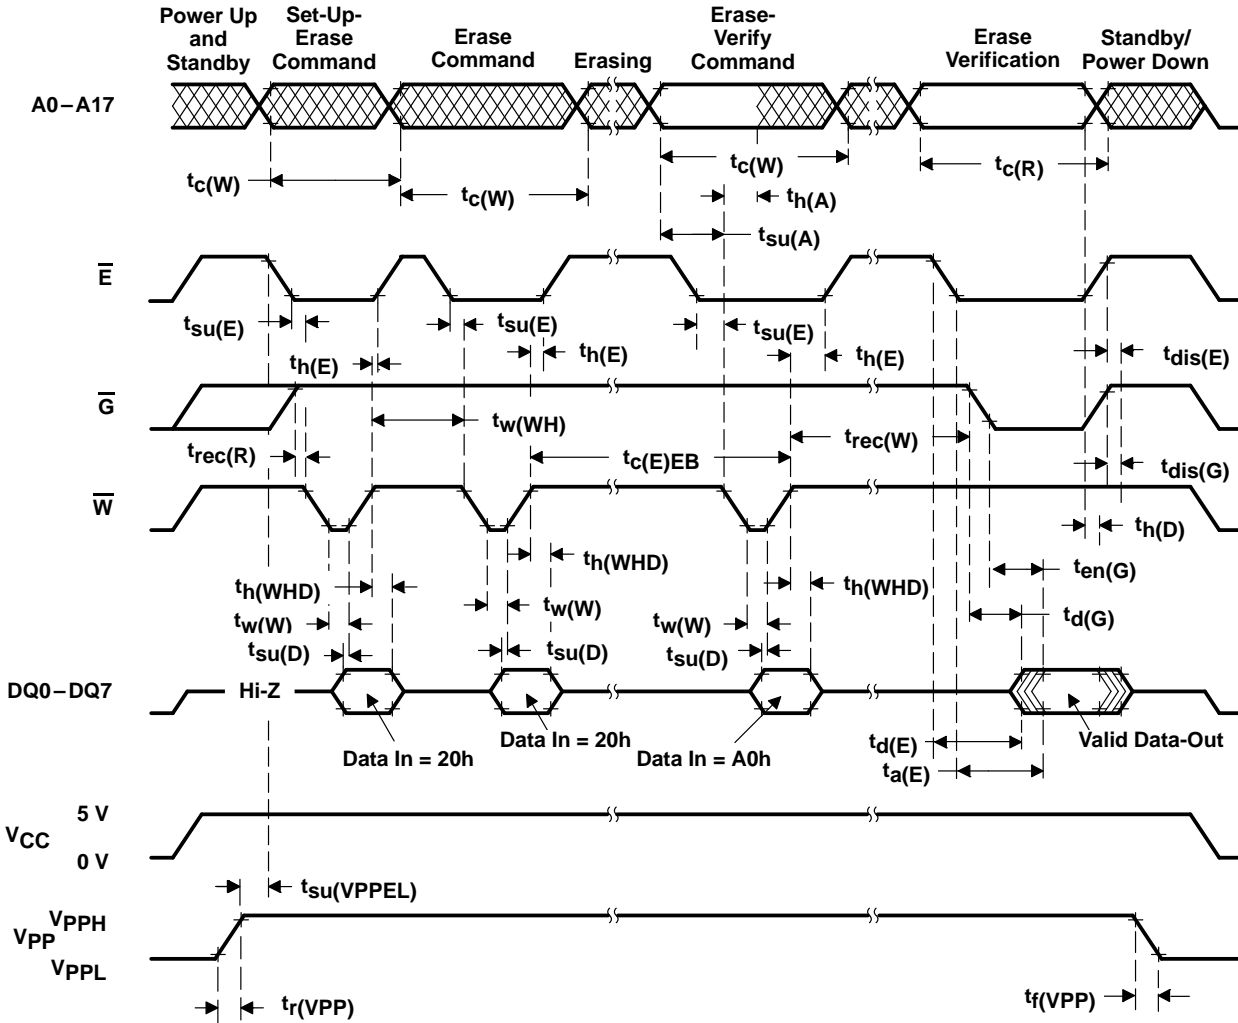 Power Up
and
Standby
Set-Up-
Erase
Command
Erase
Command
Erasing
Erase-
Verify
Command
Erase
Verification
Standby/
Power Down
A0–A17
tc(W)
tc(W)
tc(W)
th(A)
tsu(A)
tc(R)
E
tsu(E)
tsu(E)
tsu(E)
th(E)
th(E)
th(E)
tdis(E)
G
tw(WH)
trec(R)
tc(E)EB
trec(W)
tdis(G)
W
th(D)
th(WHD)
th(WHD)
th(WHD)
ten(G)
tw(W)
tw(W)
tw(W)
td(G)
tsu(D)
tsu(D)
tsu(D)
DQ0–DQ7
Hi-Z
Data In = 20h
Data In = 20h
Data In = A0h
td(E)
Valid Data-Out
ta(E)
5 V
VCC
0 V
tsu(VPPEL)
VPPH
VPP
VPPL
tr(VPP)
tf(VPP)